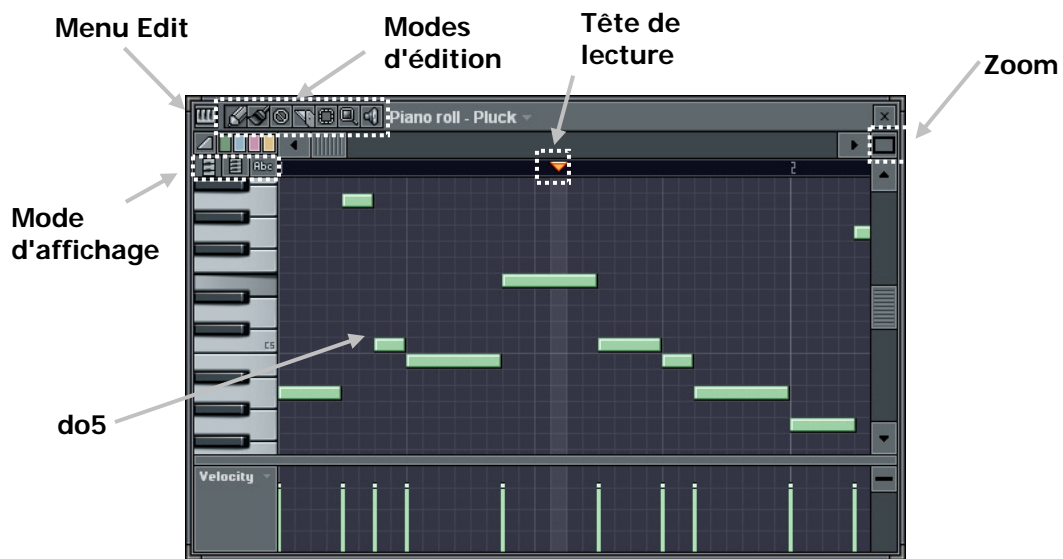 Menu Edit
Modes
d'édition
Tête de
lecture
Zoom
Piano roll - Pluck
Abc
2
Mode
d'affichage
C5
do5
Velocity